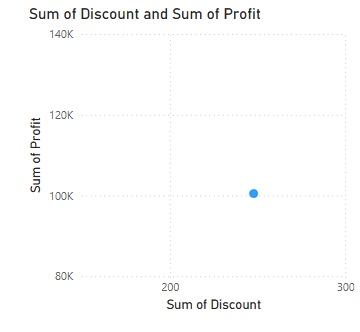 Sum of Discount and Sum of Profit
140K
120K
100K
80K
Sum of Profit
200
300
Sum of Discount